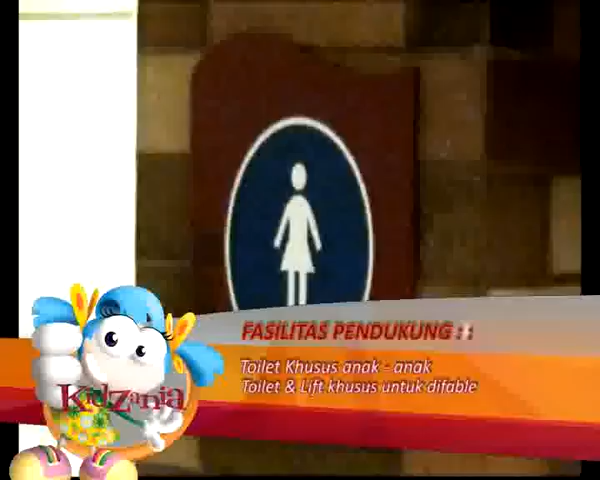 FASILITAS PENDUKUNG :
Toilet Khusus anak - anak
Toilet & Lift khusus untuk difable
KidZania